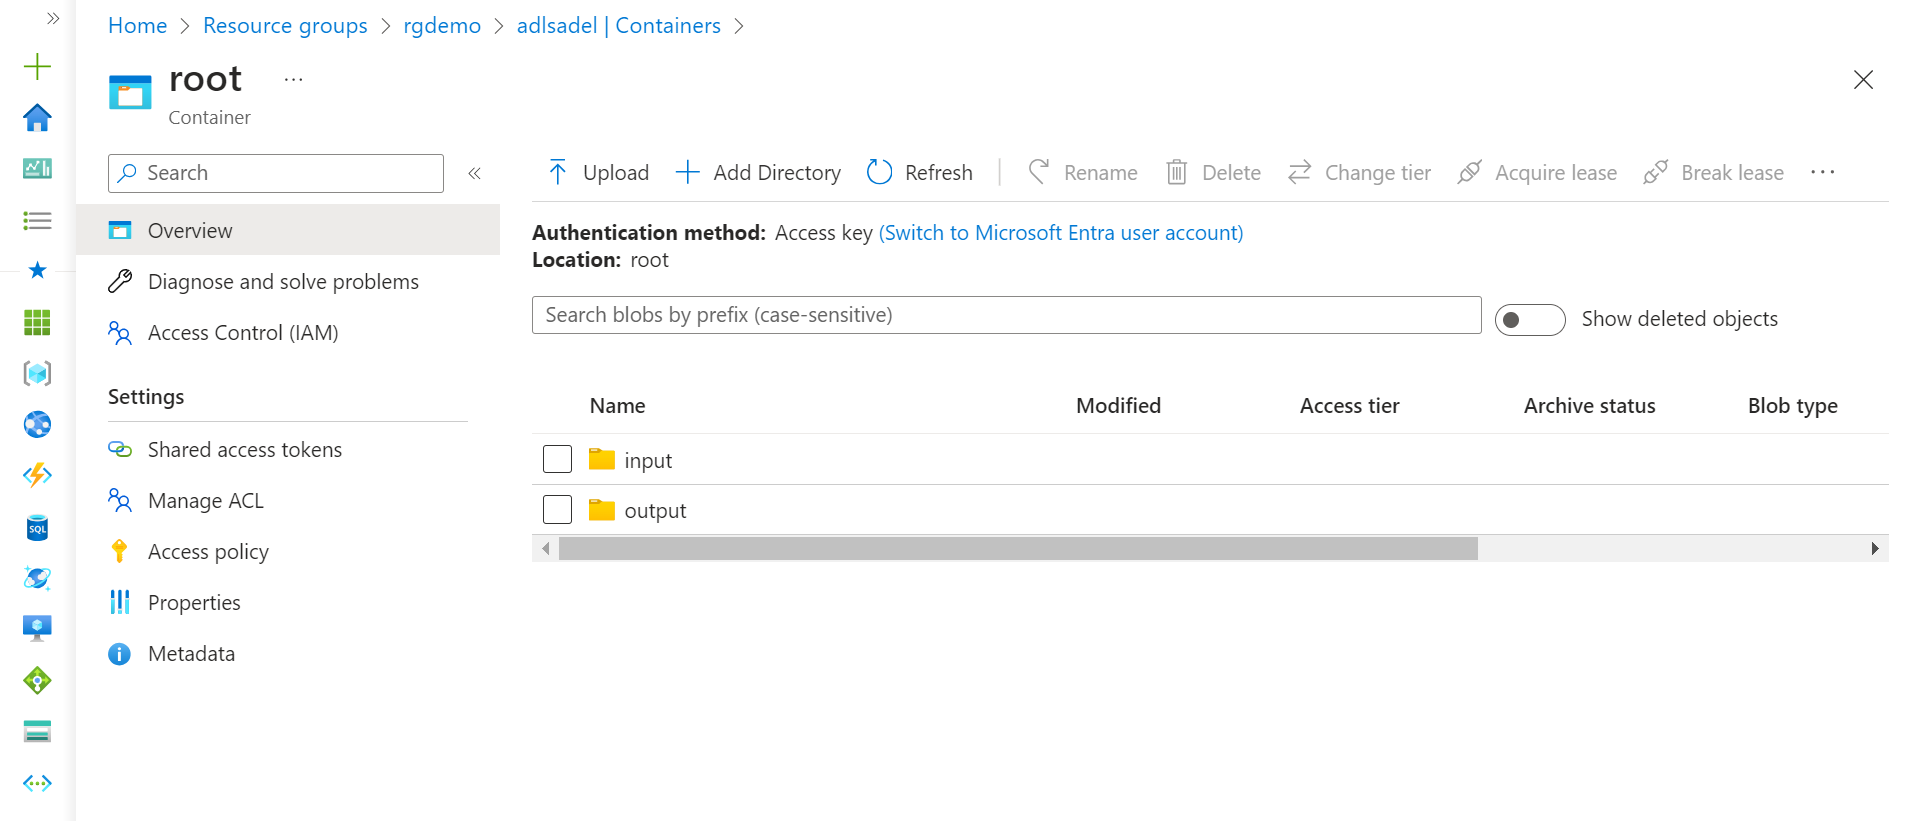 Home > Resource groups > rgdemo > adlsadel | Containers >
root ...
Container
Search
Overview
Diagnose and solve problems
Access Control (IAM)
Settings
Shared access tokens
Manage ACL
Access policy
Properties
Metadata
Upload Add Directory Refresh Rename Delete Change tier Acquire lease Break lease ...
Authentication method: Access key (Switch to Microsoft Entra user account)
Location: root
Search blobs by prefix (case-sensitive)
Show deleted objects
Name Modified Access tier Archive status Blob type
input
output
SQL